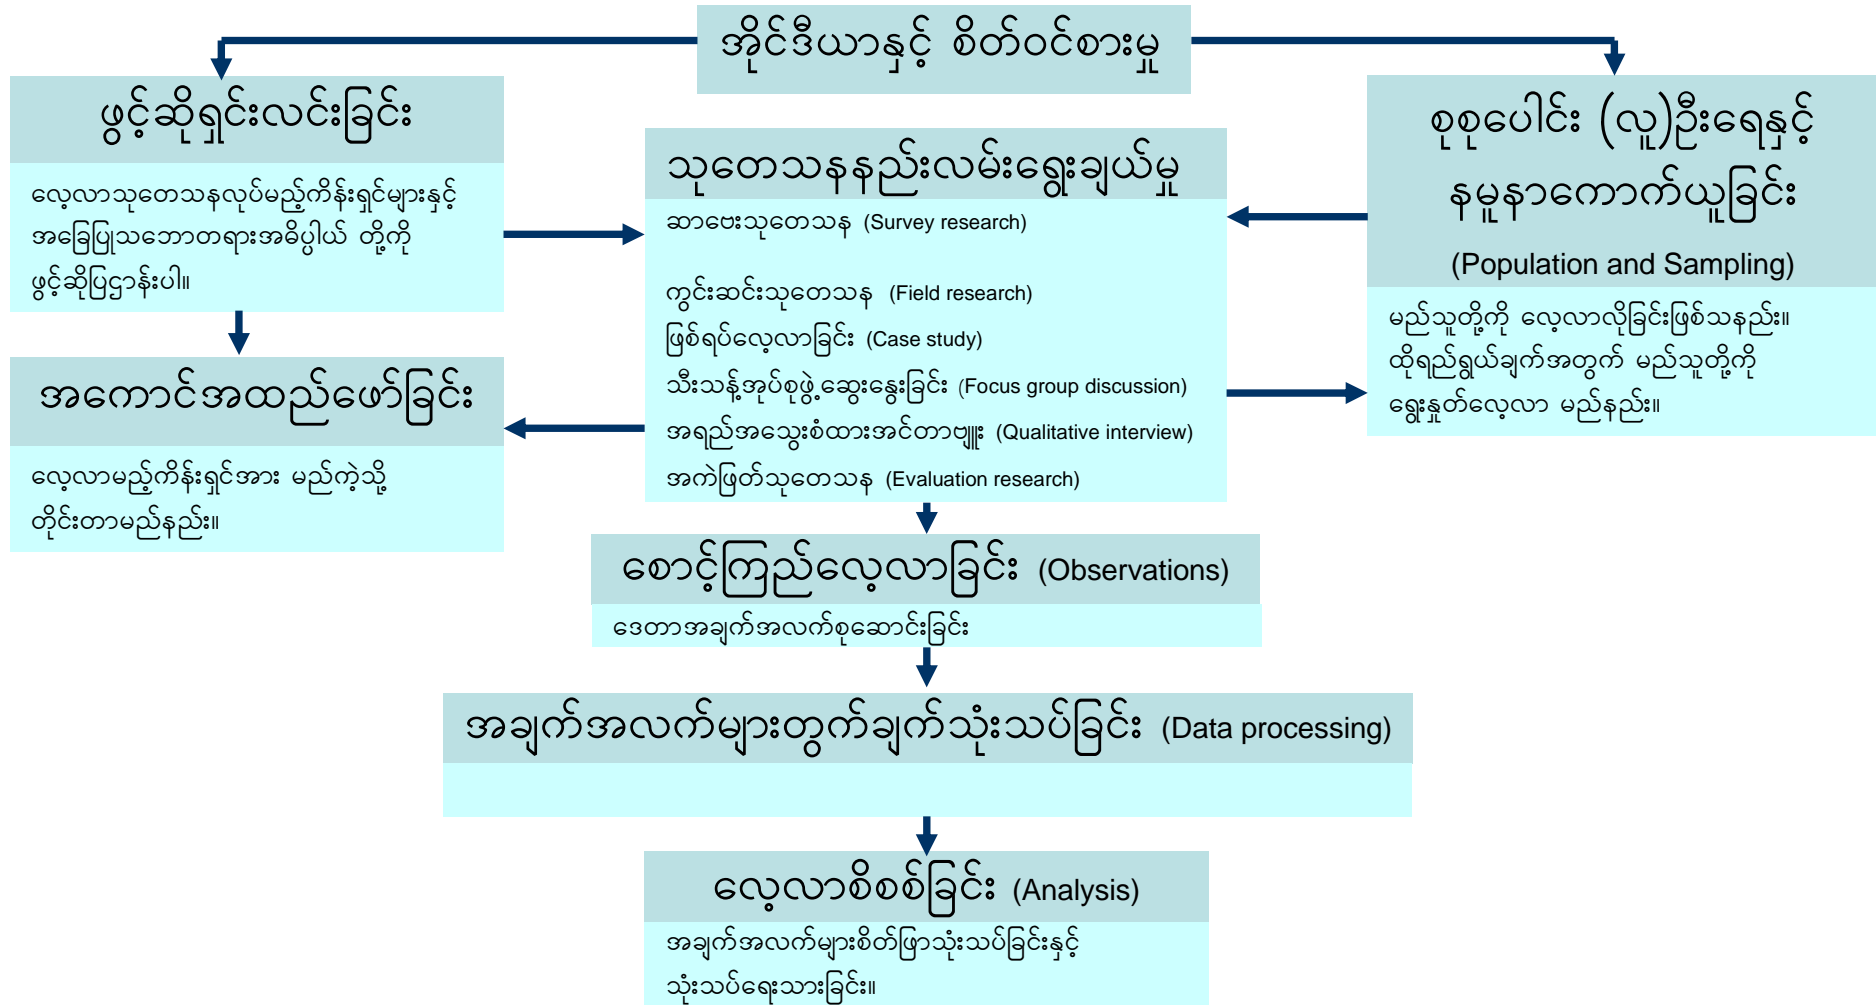 အိုင်ဒီယာနှင့် စိတ်ဝင်စားမှု
ဖွင့်ဆိုရှင်းလင်းခြင်း
လေ့လာသုတေသနလုပ်မည့်ကိန်းရှင်များနှင့်
အခြေပြုသဘောတရားအဓိပ္ပါယ် တို့ကို
ဖွင့်ဆိုပြဌာန်းပါ။
အကောင်အထည်ဖော်ခြင်း
လေ့လာမည့်ကိန်းရှင်အား မည်ကဲ့သို့
တိုင်းတာမည်နည်း။
သုတေသနနည်းလမ်းရွေးချယ်မှု
ဆာဗေးသုတေသန (Survey research)
ကွင်းဆင်းသုတေသန (Field research)
ဖြစ်ရပ်လေ့လာခြင်း (Case study)
သီးသန့်အုပ်စုဖွဲ့ဆွေးနွေးခြင်း (Focus group discussion)
အရည်အသွေးစံထားအင်တာဗျူး (Qualitative interview)
အကဲဖြတ်သုတေသန (Evaluation research)
စုစုပေါင်း (လူ)ဦးရေနှင့်
နမူနာကောက်ယူခြင်း
(Population and Sampling)
မည်သူတို့ကို လေ့လာလိုခြင်းဖြစ်သနည်း။
ထိုရည်ရွယ်ချက်အတွက် မည်သူတို့ကို
ရွေးနှုတ်လေ့လာ မည်နည်း။
စောင့်ကြည်လေ့လာခြင်း (Observations)
ဒေတာအချက်အလက်စုဆောင်းခြင်း
အချက်အလက်များတွက်ချက်သုံးသပ်ခြင်း (Data processing)
လေ့လာစိစစ်ခြင်း (Analysis)
အချက်အလက်များစိတ်ဖြာသုံးသပ်ခြင်းနှင့်
သုံးသပ်ရေးသားခြင်း။